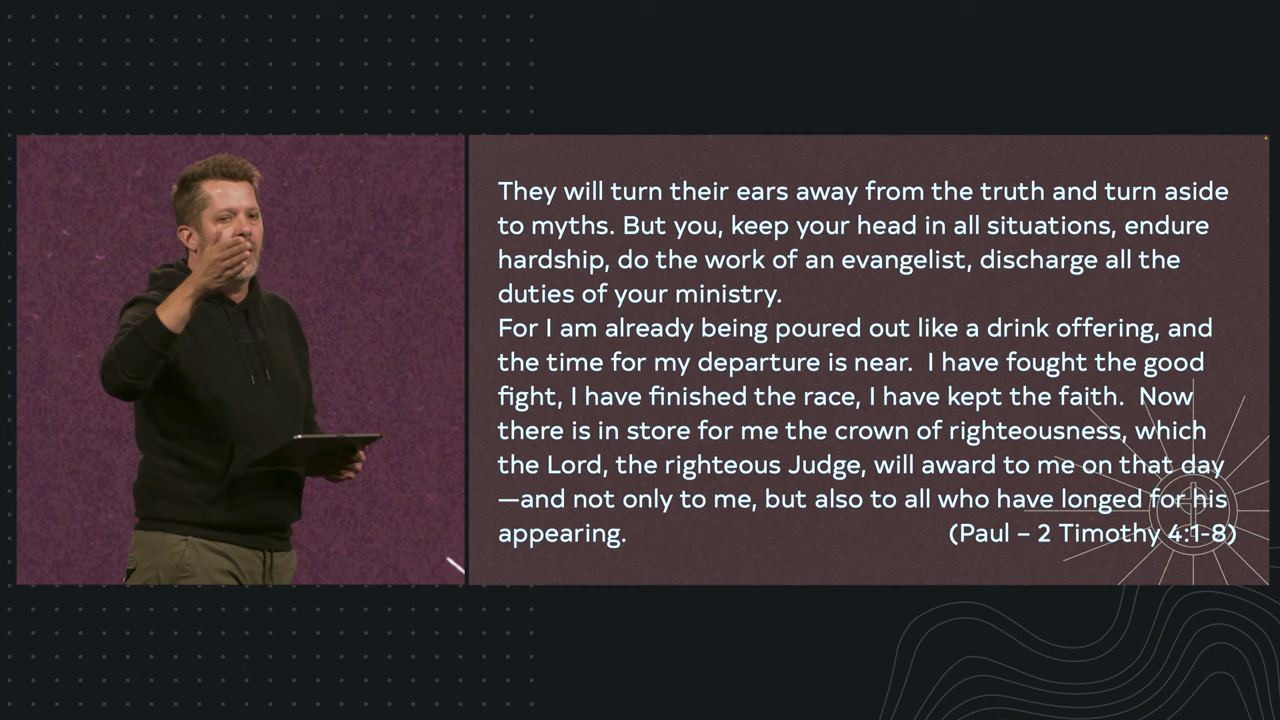 They will turn their ears away from the truth and turn aside
to myths. But you, keep your head in all situations, endure
hardship, do the work of an evangelist, discharge all the
duties of your ministry.
For I am already being poured out like a drink offering, and
the time for my departure is near.  I have fought the good
fight, I have finished the race, I have kept the faith.  Now
there is in store for me the crown of righteousness, which
the Lord, the righteous Judge, will award to me on that day
—and not only to me, but also to all who have longed for his
appearing. (Paul – 2 Timothy 4:1-8)